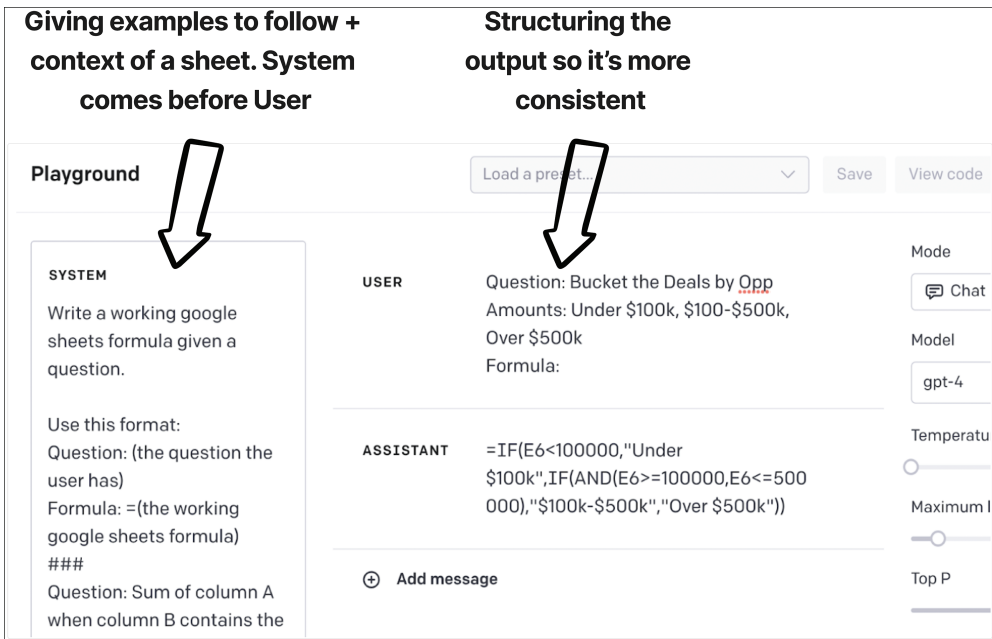 Giving examples to follow +
context of a sheet. System
comes before User
Structuring the
output so it's more
consistent
Playground
Load a preset...
Save
View code
SYSTEM
Write a working google
sheets formula given a
question.
Use this format:
Question: (the question the
user has)
Formula: =(the working
google sheets formula)
###
Question: Sum of column A
when column B contains the
USER
Question: Bucket the Deals by Opp
Amounts: Under $100k, $100-$500k,
Over $500k
Formula:
ASSISTANT
=IF(E6<100000,"Under
$100k",IF(AND(E6>=100000,E6<=500
000),"$100k-$500k","Over $500k"))
Add message
Mode
Chat
Model
gpt-4
Temperatu
Maximum l
Top P